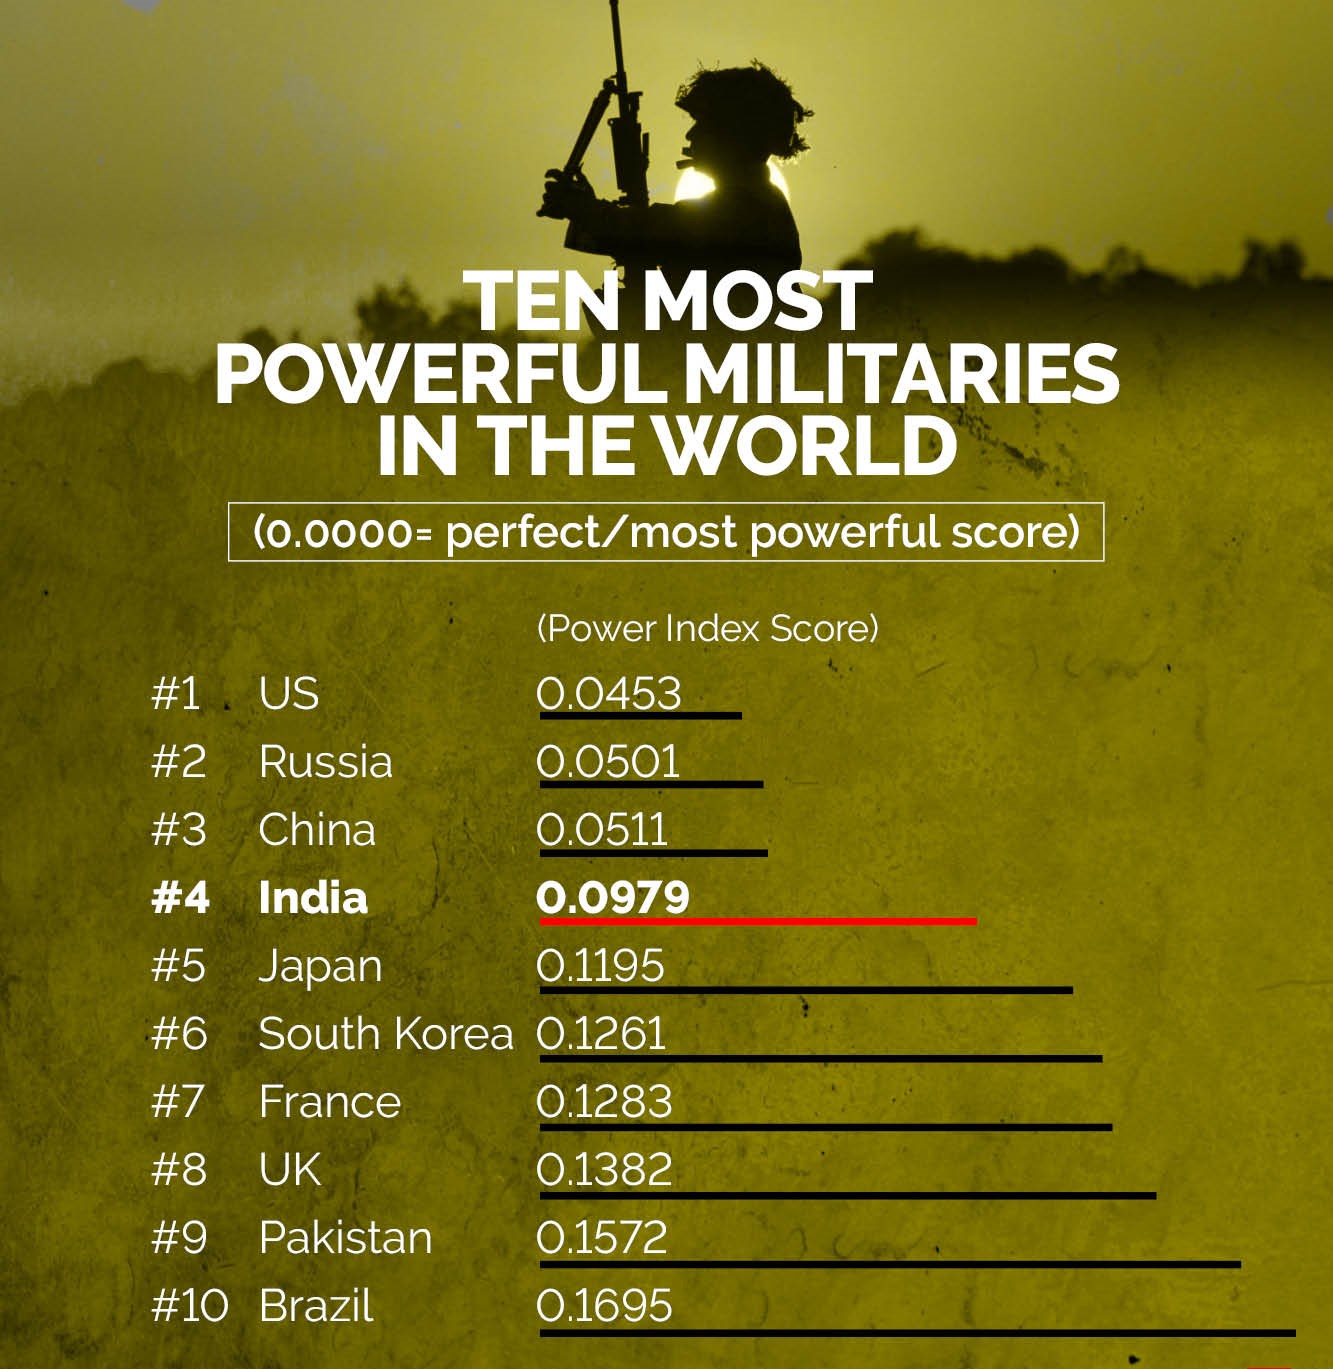 TEN MOST
POWERFUL MILITARIES
IN THE WORLD
(0.0000= perfect/most powerful score)
(Power Index Score)
#1 US 0.0453
#2 Russia 0.0501
#3 China 0.0511
#4 India 0.0979
#5 Japan 0.1195
#6 South Korea 0.1261
#7 France 0.1283
#8 UK 0.1382
#9 Pakistan 0.1572
#10 Brazil 0.1695